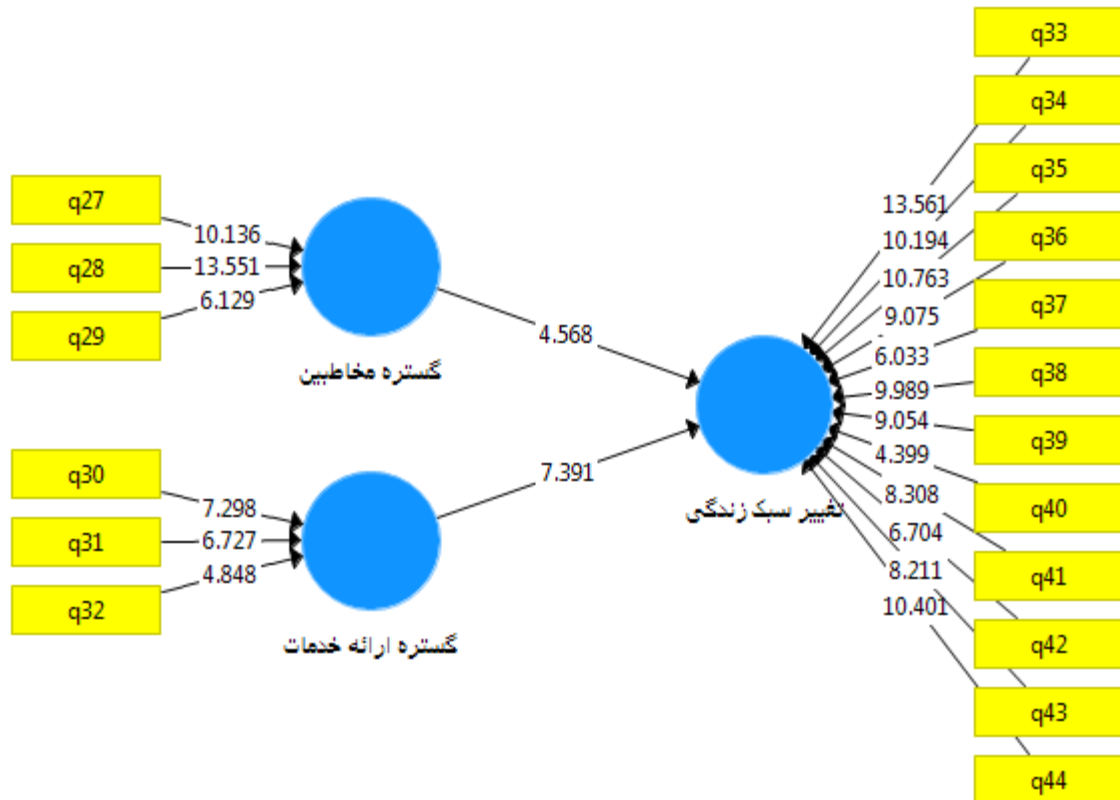 q27
10.136
q28
13.551
q29
6.129
گستره مخاطبین
q30
7.298
q31
6.727
q32
4.848
گستره ارائه خدمات
4.568
7.391
تغییر سبک زندگی
q33
q34
q35
q36
q37
q38
q39
q40
q41
q42
q43
q44
13.561
10.194
10.763
9.075
6.033
9.989
9.054
4.399
8.308
6.704
8.211
10.401